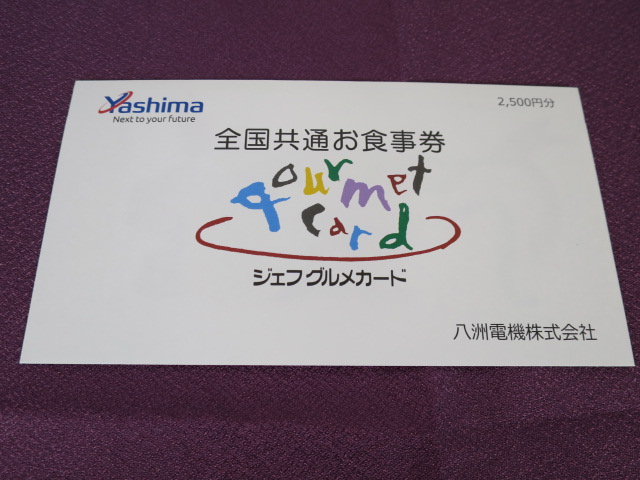 Yashima
Next to your future
2,500円分
全国共通お食事券
gourmet
card
ジェフグルメカード
八洲電機株式会社